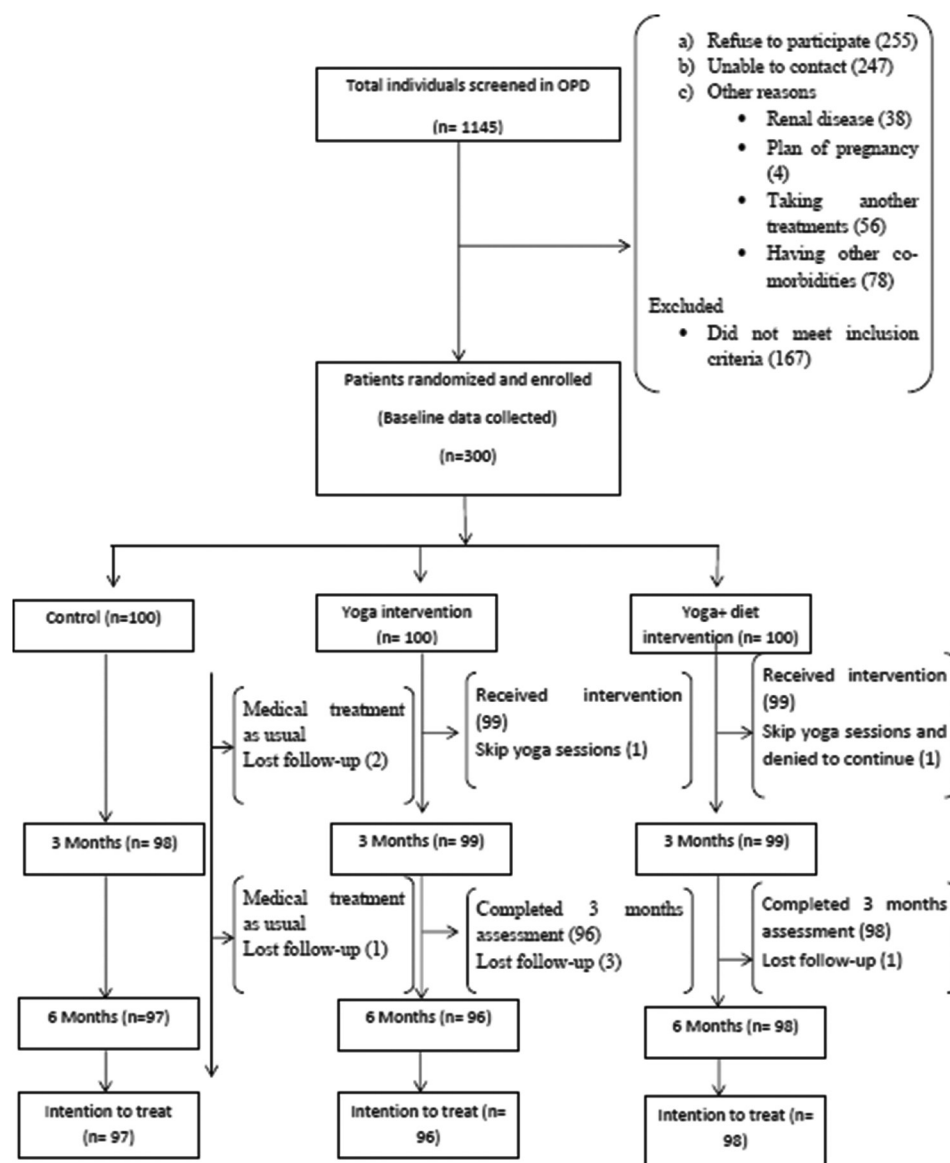 Total individuals screened in OPD
(n= 1145)
a) Refuse to participate (255)
b) Unable to contact (247)
c) Other reasons
• Renal disease (38)
• Plan of pregnancy
(4)
• Taking another
treatments (56)
• Having other co-
morbidities (78)
Excluded
• Did not meet inclusion
criteria (167)
Patients randomized and enrolled
(Baseline data collected)
(n=300)
Control (n=100)
Yoga intervention
(n= 100)
Yoga+ diet
intervention (n= 100)
Medical treatment
as usual
Lost follow-up (2)
Received intervention
(99)
Skip yoga sessions (1)
Received intervention
(99)
Skip yoga sessions and
denied to continue (1)
3 Months (n= 98)
3 Months (n= 99)
3 Months (n= 99)
Medical treatment
as usual
Lost follow-up (1)
Completed 3 months
assessment (96)
Lost follow-up (3)
Completed 3 months
assessment (98)
Lost follow-up (1)
6 Months (n=97)
6 Months (n= 96)
6 Months (n= 98)
Intention to treat
(n= 97)
Intention to treat (n=
96)
Intention to treat (n=
98)